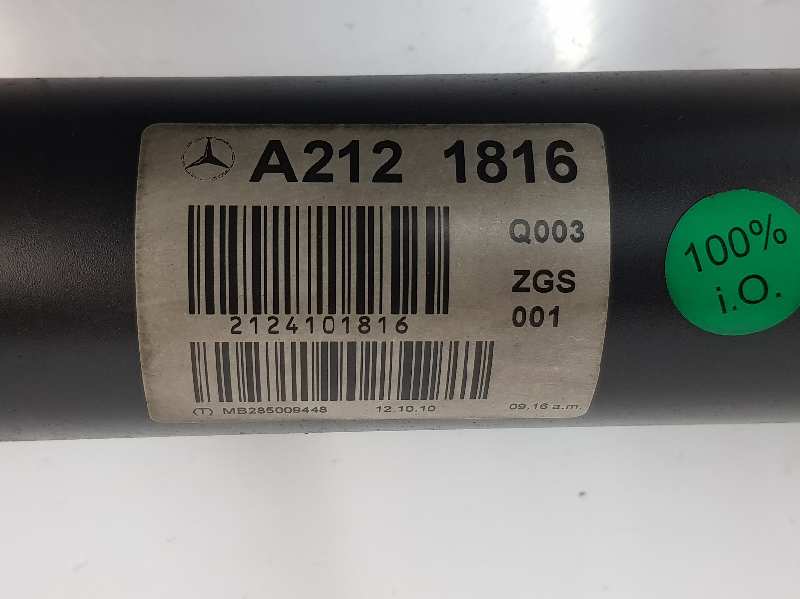 A212 1816
Q003
ZGS
001
2124101816
(T) MB285009448 12.10.10 09.16 a.m.
100%
i.O.